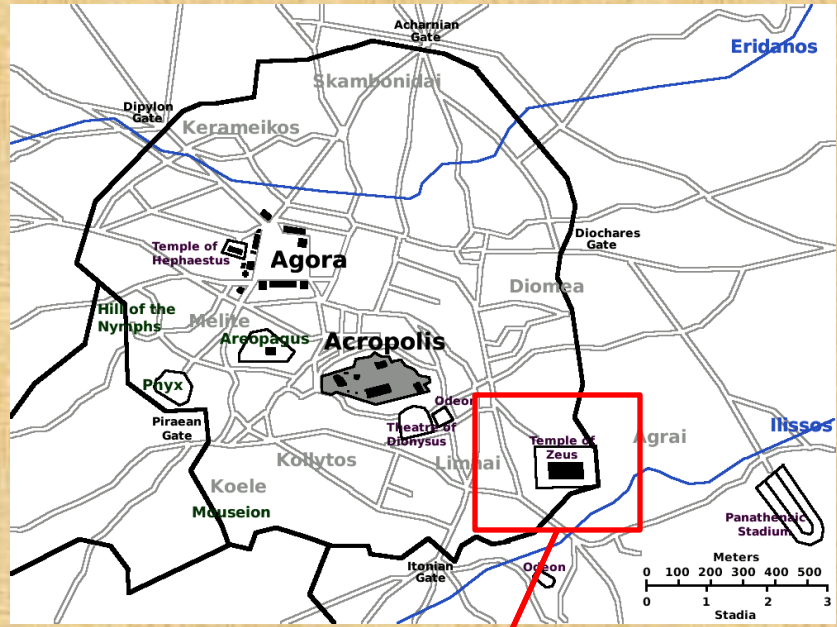 Acharnian
Gate
Eridanos
Skambonidai
Dipylon
Gate
Kerameikos
Temple of
Hephaestus
Agora
Diochares
Gate
Diomea
Hill of the
Nymphs
Melite
Areopagus
Acropolis
Phyx
Odeon
Piraean
Gate
Theatre of
Dionysus
Temple of
Zeus
Agrai
Ilissos
Kollytos
Limnai
Koele
Mouseion
Panathenaic
Stadium
Itonian
Gate
Odeon
Meters
0 100 200 300 400 500
0 1 2 3
Stadia